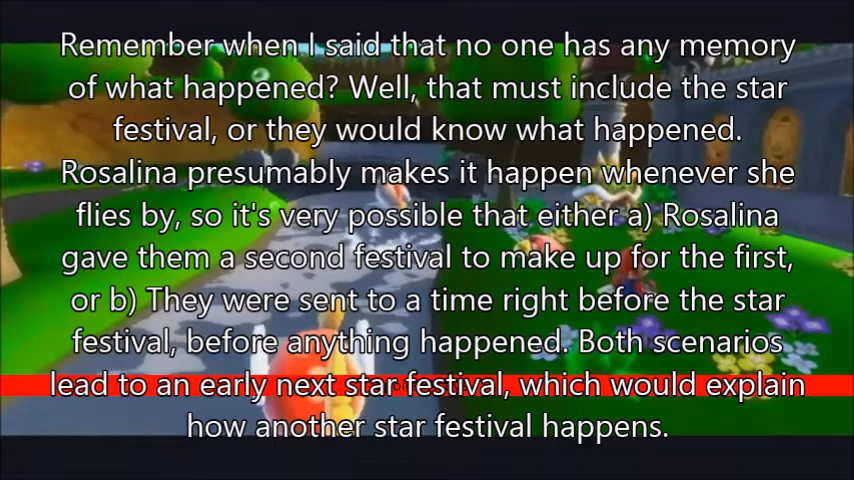 Remember when I said that no one has any memory
of what happened? Well, that must include the star
festival, or they would know what happened.
Rosalina presumably makes it happen whenever she
flies by, so it's very possible that either a) Rosalina
gave them a second festival to make up for the first,
or b) They were sent to a time right before the star
festival, before anything happened. Both scenarios
lead to an early next star festival, which would explain
how another star festival happens.